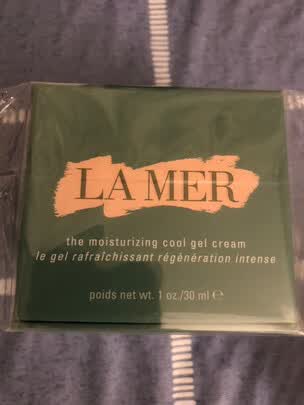 LA MER
the moisturizing cool gel cream
le gel rafraîchissant régénération intense
poids net wt. 1 oz./30 ml ℮